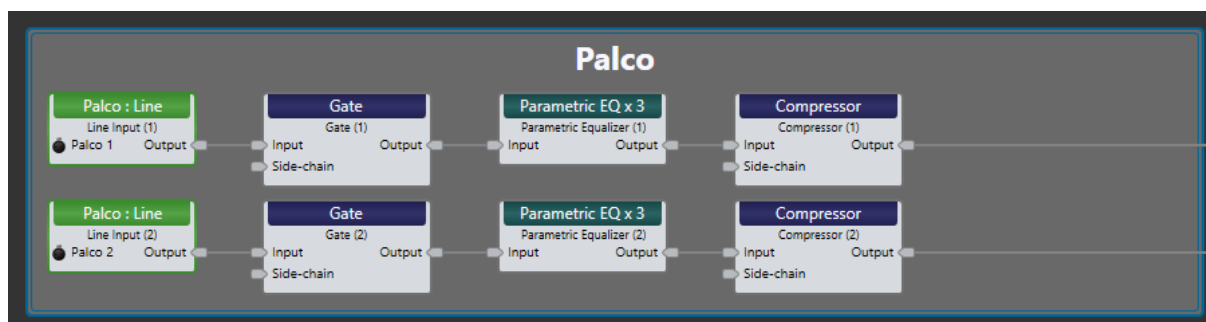 Palco
Palco : Line
Line Input (1)
Palco 1 Output
Gate
Gate (1)
Input Output
Side-chain
Parametric EQ x 3
Parametric Equalizer (1)
Input Output
Compressor
Compressor (1)
Input Output
Side-chain
Palco : Line
Line Input (2)
Palco 2 Output
Gate
Gate (2)
Input Output
Side-chain
Parametric EQ x 3
Parametric Equalizer (2)
Input Output
Compressor
Compressor (2)
Input Output
Side-chain